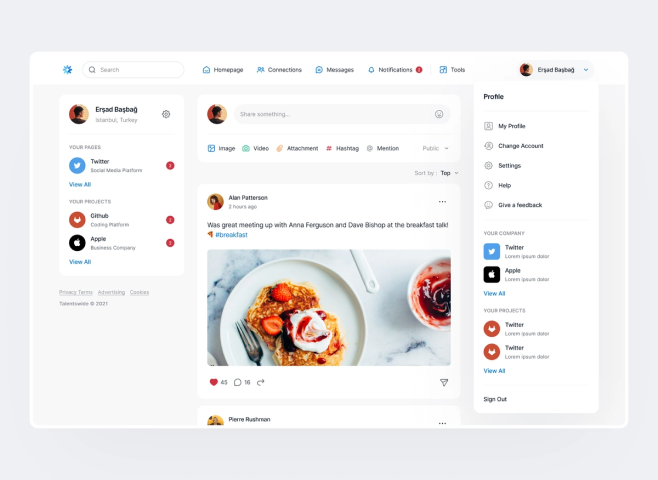 Search
Homepage
Connections
Messages
Notifications 2
Tools
Erşad Başbağ
Erşad Başbağ
Istanbul, Turkey
YOUR PAGES
Twitter 2
Social Media Platform
View All
YOUR PROJECTS
Github
Coding Platform
Apple
Business Company
View All
Privacy Terms Advertising Cookies
Talentswide © 2021
Share something...
Image Video Attachment # Hashtag @ Mention Public
Sort by Top
Alan Patterson
2 hours ago
Was great meeting up with Anna Ferguson and Dave Bishop at the breakfast talk!
#breakfast
45 16
Pierre Rushman
Profile
My Profile
Change Account
Settings
Help
Give a feedback
YOUR COMPANY
Twitter
Lorem ipsum dolor
Apple
Lorem ipsum dolor
View All
YOUR PROJECTS
Twitter
Lorem ipsum dolor
Twitter
Lorem ipsum dolor
View All
Sign Out